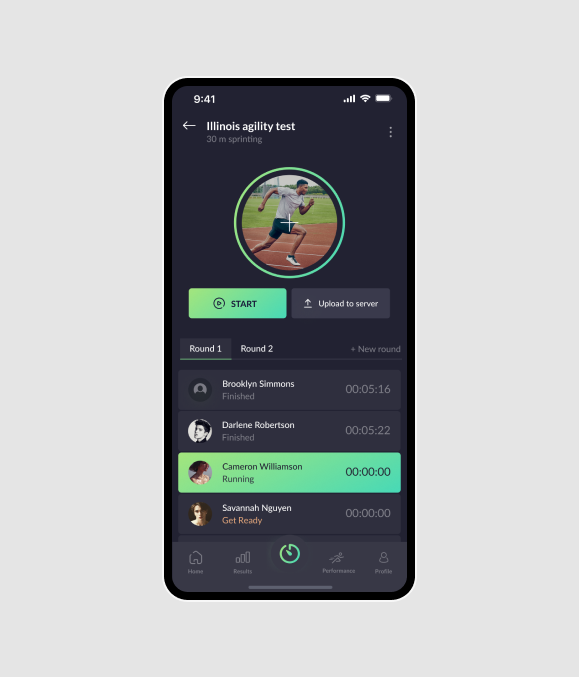 9:41
Illinois agility test
30 m sprinting
START
Upload to server
Round 1
Round 2
+ New round
Brooklyn Simmons
00:05:16
Finished
Darlene Robertson
00:05:22
Finished
Cameron Williamson
00:00:00
Running
Savannah Nguyen
00:00:00
Get Ready
Home
Results
Performance
Profile